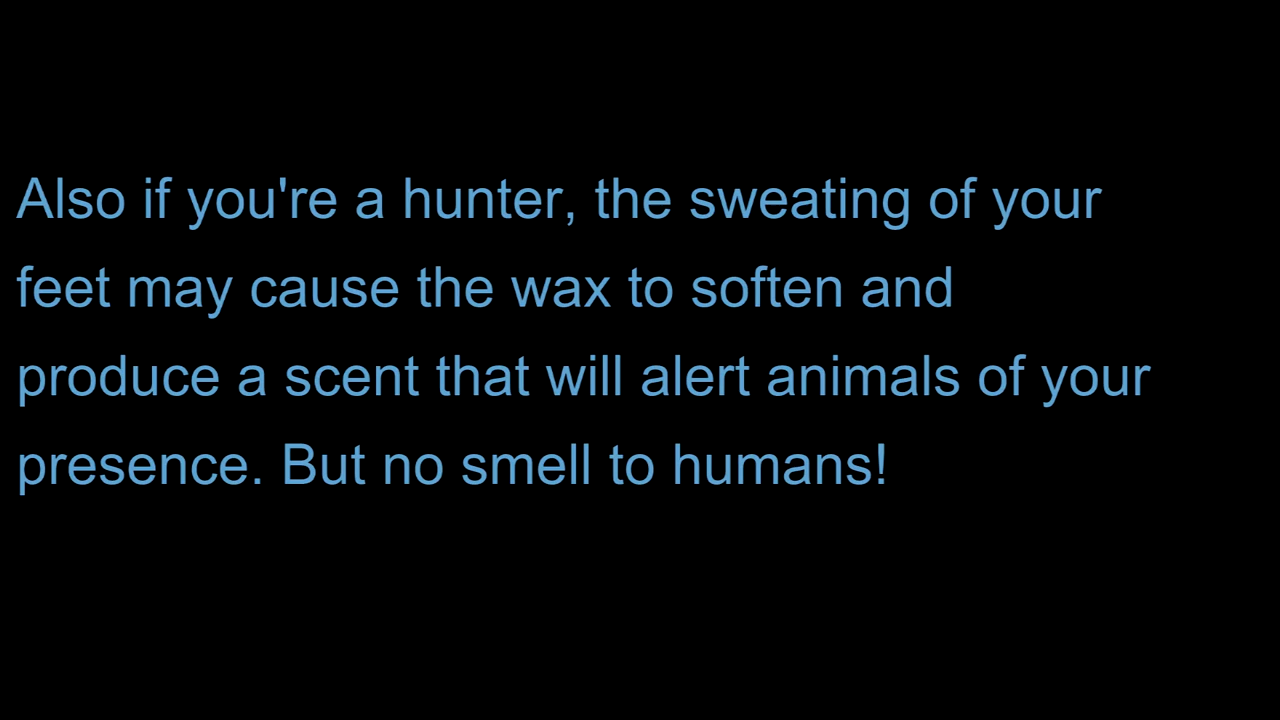 Also if you're a hunter, the sweating of your
feet may cause the wax to soften and
produce a scent that will alert animals of your
presence. But no smell to humans!